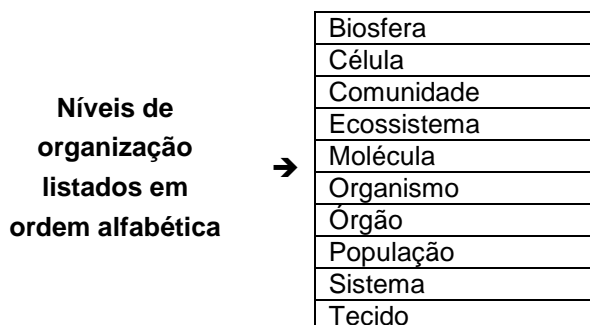 Níveis de
organização
listados em
ordem alfabética
➔
Biosfera
Célula
Comunidade
Ecossistema
Molécula
Organismo
Órgão
População
Sistema
Tecido